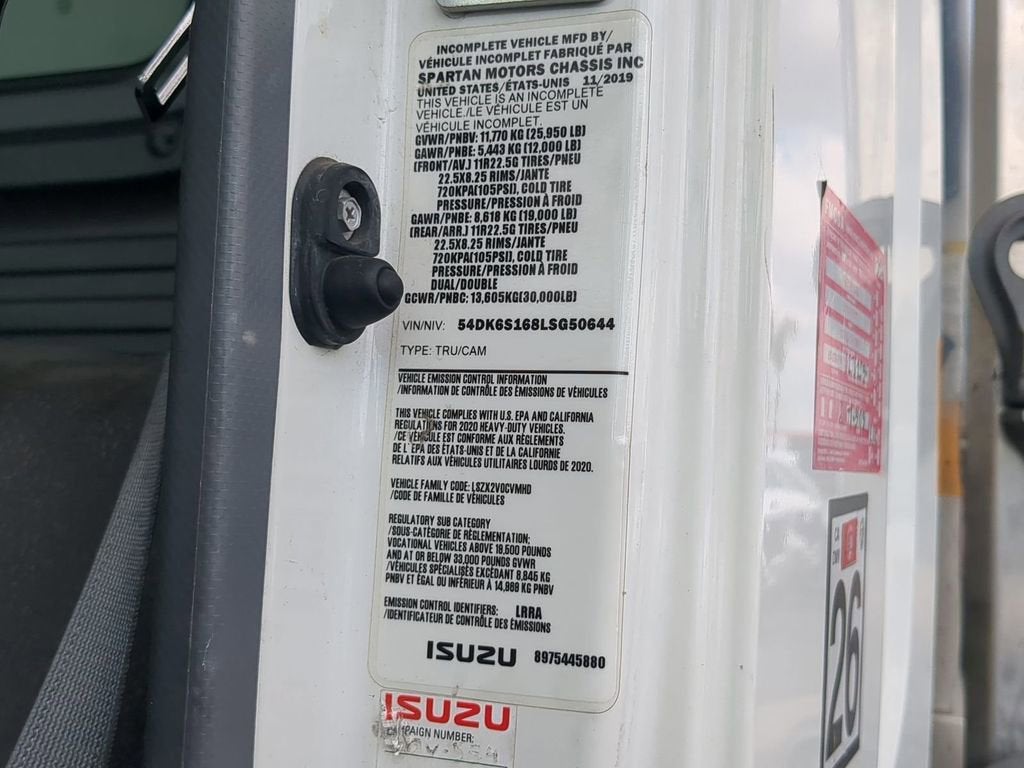 INCOMPLETE VEHICLE MFD BY/
VÉHICULE INCOMPLET FABRIQUÉ PAR
SPARTAN MOTORS CHASSIS INC
UNITED STATES/ÉTATS-UNIS 11/2019
THIS VEHICLE IS AN INCOMPLETE
VEHICLE./LE VÉHICULE EST UN
VÉHICULE INCOMPLET.
GVWR/PNBV: 11,770 KG (25,950 LB)
GAWR/PNBE: 5,443 KG (12,000 LB)
(FRONT/AV.) 11R22.5G TIRES/PNEU
22.5X8.25 RIMS/JANTE
720KPA(105PSI), COLD TIRE
PRESSURE/PRESSION À FROID
GAWR/PNBE: 8,618 KG (19,000 LB)
(REAR/ARR.) 11R22.5G TIRES/PNEU
22.5X8.25 RIMS/JANTE
720KPA(105PSI), COLD TIRE
PRESSURE/PRESSION À FROID
DUAL/DOUBLE
GCWR/PNBC: 13,605KG(30,000LB)
VIN/NIV: 54DK6S168LSG50644
TYPE: TRU/CAM
VEHICLE EMISSION CONTROL INFORMATION
/INFORMATION DE CONTRÔLE DES ÉMISSIONS DE VÉHICULES
THIS VEHICLE COMPLIES WITH U.S. EPA AND CALIFORNIA
REGULATIONS FOR 2020 HEAVY-DUTY VEHICLES.
/CE VÉHICULE EST CONFORME AUX RÈGLEMENTS
DE L'EPA DES ÉTATS-UNIS ET DE LA CALIFORNIE
RELATIFS AUX VÉHICULES UTILITAIRES LOURDS DE 2020.
VEHICLE FAMILY CODE: LSZX2VOCVMHD
/CODE DE FAMILLE DE VÉHICULES
REGULATORY SUB CATEGORY
/SOUS-CATÉGORIE DE RÉGLEMENTATION:
VOCATIONAL VEHICLES ABOVE 19,500 POUNDS
AND AT OR BELOW 33,000 POUNDS GVWR
/VÉHICULES SPÉCIALISÉS EXCÉDANT 8,845 KG
PNBV ET ÉGAL OU INFÉRIEUR À 14,968 KG PNBV
EMISSION CONTROL IDENTIFIERS: LRRA
/IDENTIFICATEUR DE CONTRÔLE DES ÉMISSIONS
ISUZU 8975445880
ISUZU
CAMPAIGN NUMBER:
26